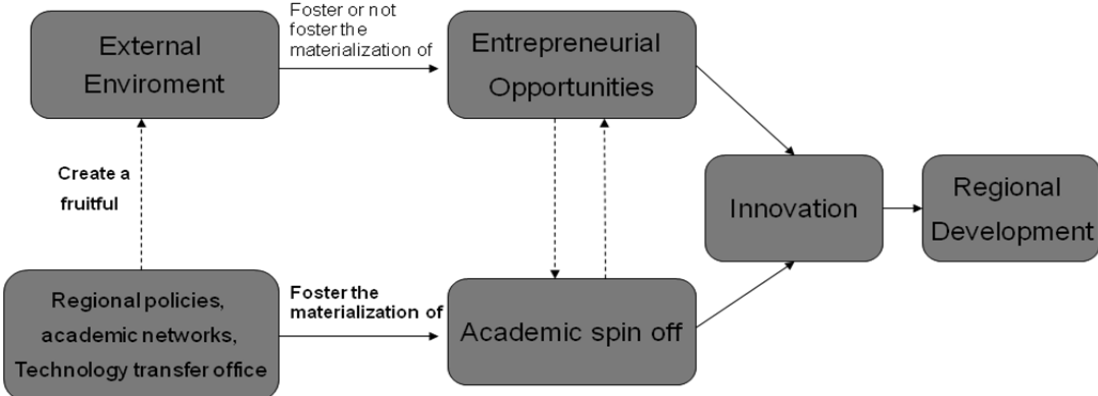 External
Enviroment
Foster or not
foster the
materialization of
Entrepreneurial
Opportunities
Create a
fruitful
Innovation
Regional
Development
Regional policies,
academic networks,
Technology transfer office
Foster the
materialization of
Academic spin off